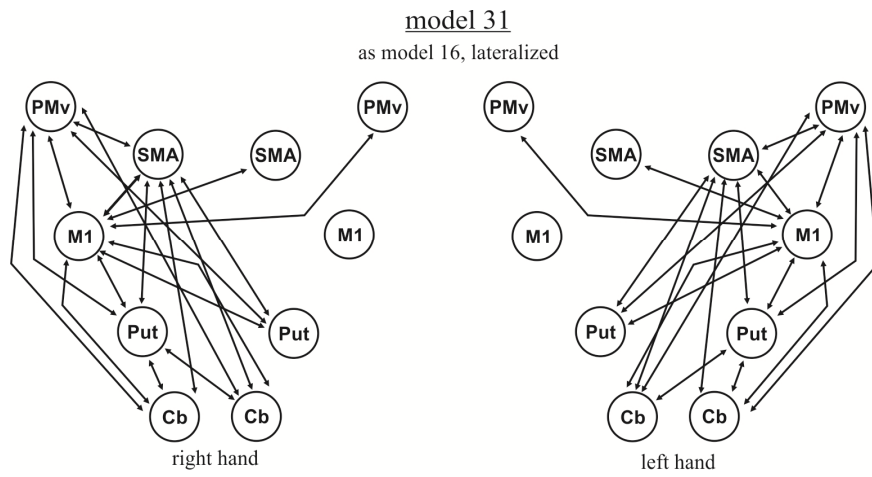 model 31
as model 16, lateralized
PMv PMv PMv PMv
SMA SMA SMA SMA
M1 M1 M1 M1
Put Put Put Put
Cb Cb Cb Cb
right hand left hand